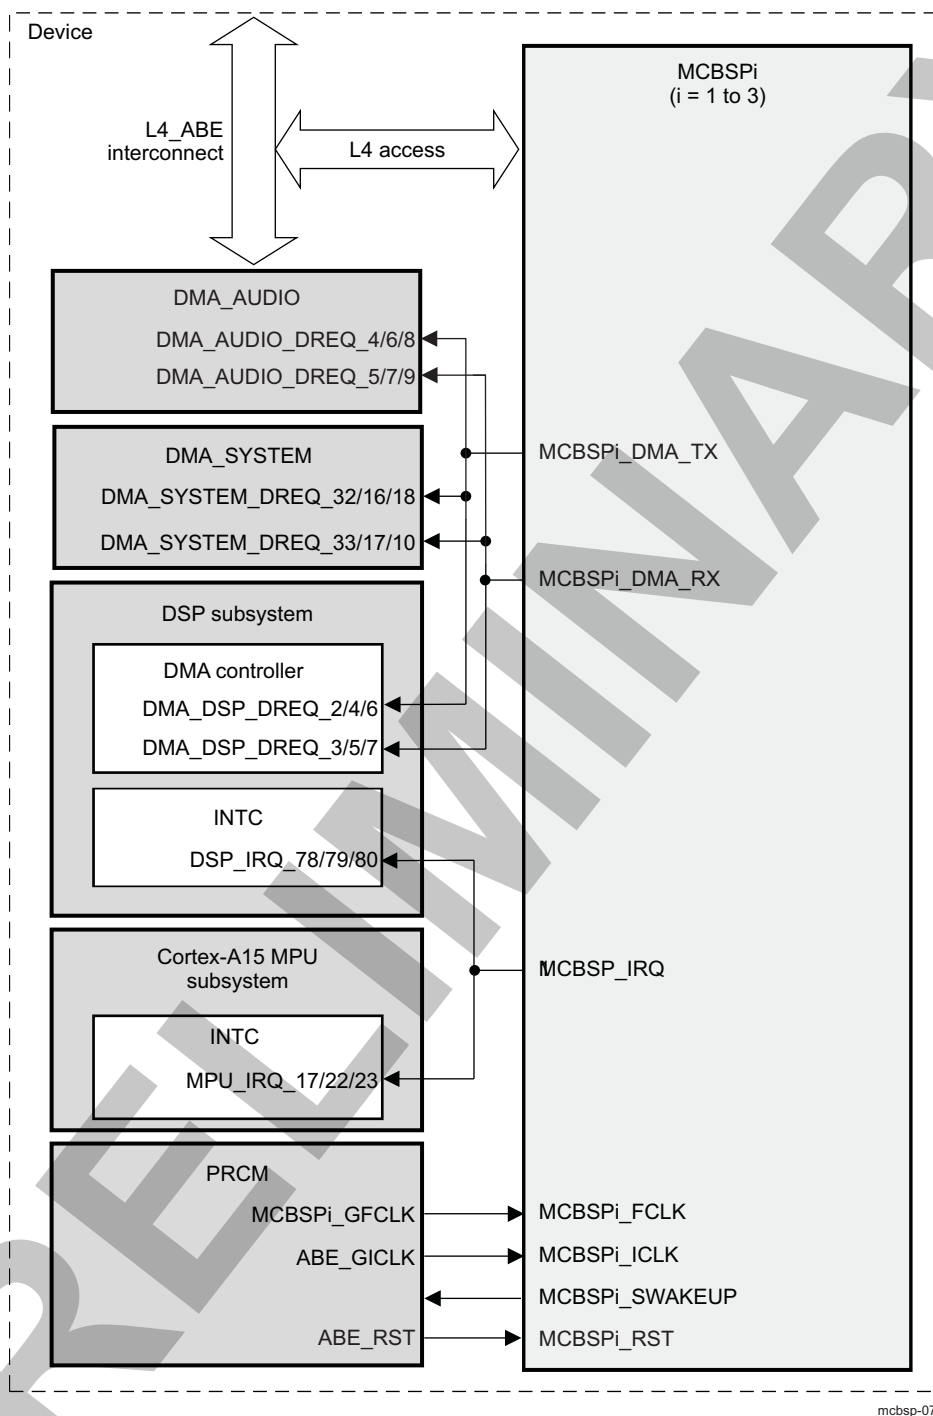 Device
MCBSPi
(i = 1 to 3)
L4_ABE
interconnect
L4 access
DMA_AUDIO
DMA_AUDIO_DREQ_4/6/8
DMA_AUDIO_DREQ_5/7/9
DMA_SYSTEM
MCBSPi_DMA_TX
DMA_SYSTEM_DREQ_32/16/18
DMA_SYSTEM_DREQ_33/17/10
MCBSPi_DMA_RX
DSP subsystem
DMA controller
DMA_DSP_DREQ_2/4/6
DMA_DSP_DREQ_3/5/7
INTC
DSP_IRQ_78/79/80
Cortex-A15 MPU
subsystem
MCBSP_IRQ
INTC
MPU_IRQ_17/22/23
PRCM
MCBSPi_GFCLK
MCBSPi_FCLK
ABE_GICLK
MCBSPi_ICLK
MCBSPi_SWAKEUP
ABE_RST
MCBSPi_RST
mcbsp-07
PRELIMINARY